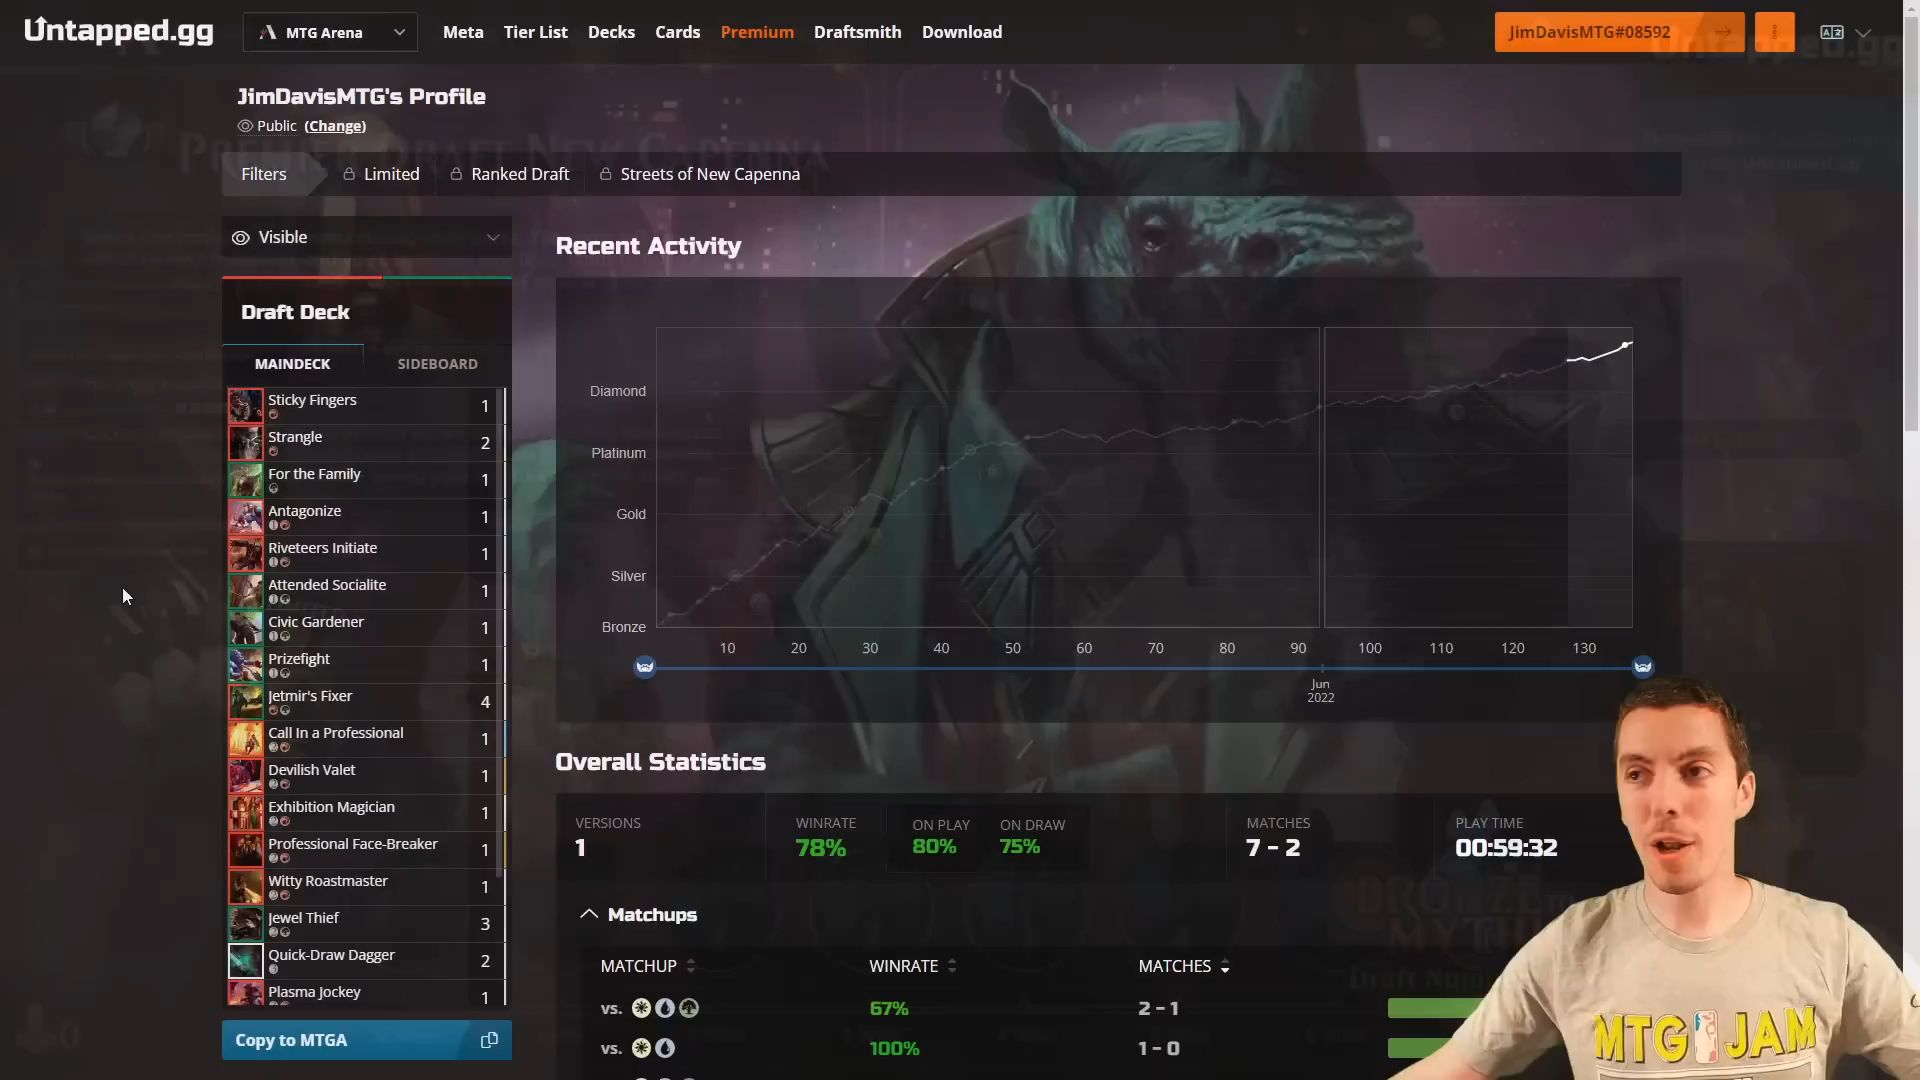 Untapped.gg
MTG Arena
Meta
Tier List
Decks
Cards
Premium
Draftsmith
Download
JimDavisMTG#08592
JimDavisMTG's Profile
Public (Change)
PREMIER DRAFT NEW CAPENNA
Filters
Limited
Ranked Draft
Streets of New Capenna
Visible
Draft Deck
MAINDECK
SIDEBOARD
Sticky Fingers 1
Strangle 2
For the Family 1
Antagonize 1
Riveteers Initiate 1
Attended Socialite 1
Civic Gardener 1
Prizefight 1
Jetmir's Fixer 4
Call In a Professional 1
Devilish Valet 1
Exhibition Magician 1
Professional Face-Breaker 1
Witty Roastmaster 1
Jewel Thief 3
Quick-Draw Dagger 2
Plasma Jockey 1
Copy to MTGA
Recent Activity
Diamond
Platinum
Gold
Silver
Bronze
10 20 30 40 50 60 70 80 90 100 110 120 130
Jun
2022
Overall Statistics
VERSIONS
1
WINRATE
78%
ON PLAY
80%
ON DRAW
75%
MATCHES
7 - 2
PLAY TIME
00:59:32
Matchups
MATCHUP WINRATE MATCHES
vs. 67% 2 - 1
vs. 100% 1 - 0
MTG JAM